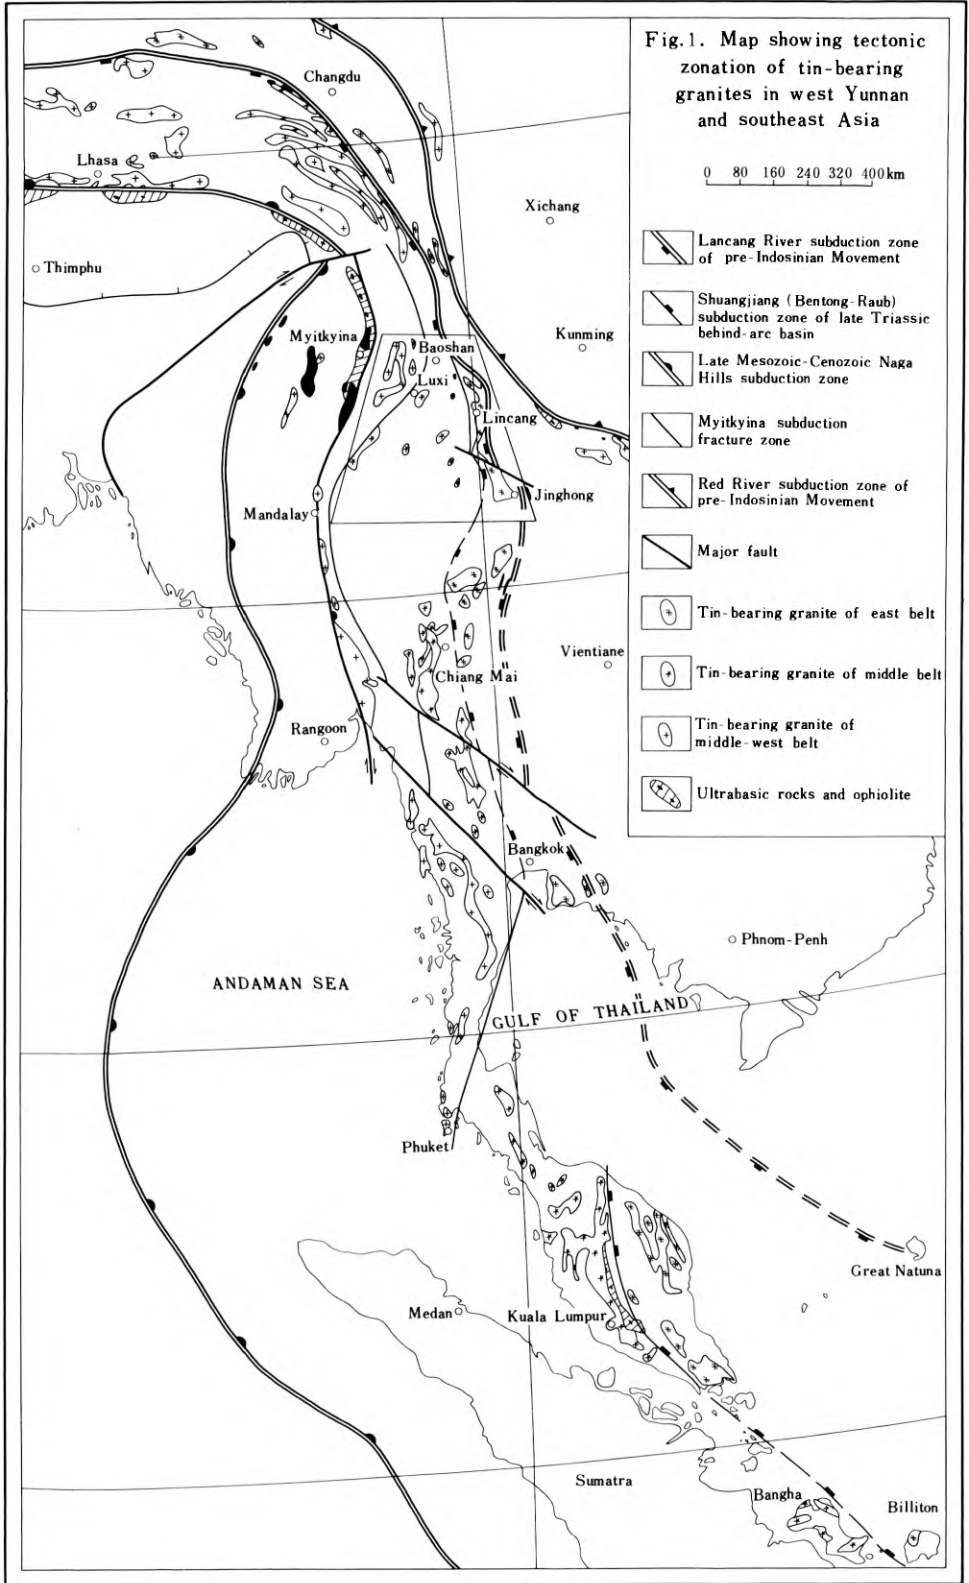 Fig.1. Map showing tectonic
zonation of tin-bearing
granites in west Yunnan
and southeast Asia
0 80 160 240 320 400km
Lancang River subduction zone
of pre-Indosinian Movement
Shuangjiang (Bentong-Raub)
subduction zone of late Triassic
behind-arc basin
Late Mesozoic-Cenozoic Naga
Hills subduction zone
Myitkyina subduction
fracture zone
Red River subduction zone of
pre-Indosinian Movement
Major fault
Tin-bearing granite of east belt
Tin-bearing granite of middle belt
Tin-bearing granite of
middle-west belt
Ultrabasic rocks and ophiolite
Changdu
Lhasa
Xichang
Thimphu
Myitkyina
Baoshan
Kunming
Luxi
Lincang
Jinghong
Mandalay
Vientiane
Chiang Mai
Rangoon
Bangkok
Phnom-Penh
ANDAMAN SEA
GULF OF THAILAND
Phuket
Great Natuna
Medan
Kuala Lumpur
Sumatra
Bangha
Billiton